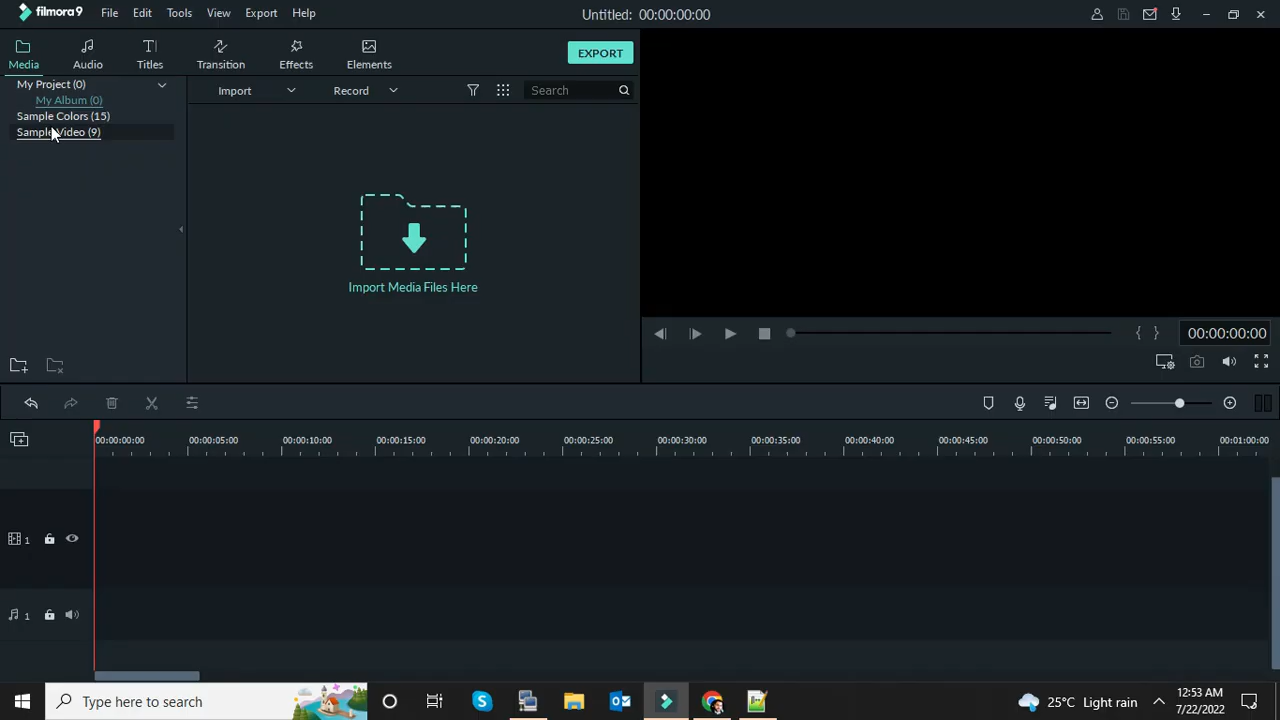 filmora9 File Edit Tools View Export Help Untitled: 00:00:00:00
Media Audio Titles Transition Effects Elements EXPORT
My Project (0)
My Album (0)
Sample Colors (15)
Sample Video (9)
Import Record Search
Import Media Files Here
00:00:00:00
00:00:00:00 00:00:05:00 00:00:10:00 00:00:15:00 00:00:20:00 00:00:25:00 00:00:30:00 00:00:35:00 00:00:40:00 00:00:45:00 00:00:50:00 00:00:55:00 00:01:00:00
1
1
Type here to search 25°C Light rain 12:53 AM
7/22/2022